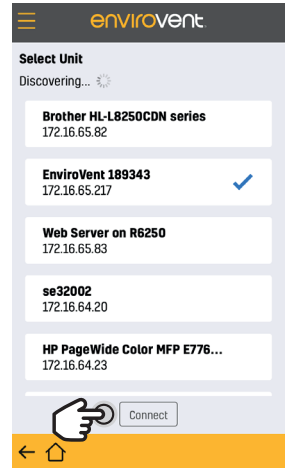 envirovent
Select Unit
Discovering...
Brother HL-L8250CDN series
172.16.65.82
EnviroVent 189343
172.16.65.217
Web Server on R6250
172.16.65.83
se32002
172.16.64.20
HP PageWide Color MFP E776...
172.16.64.23
Connect